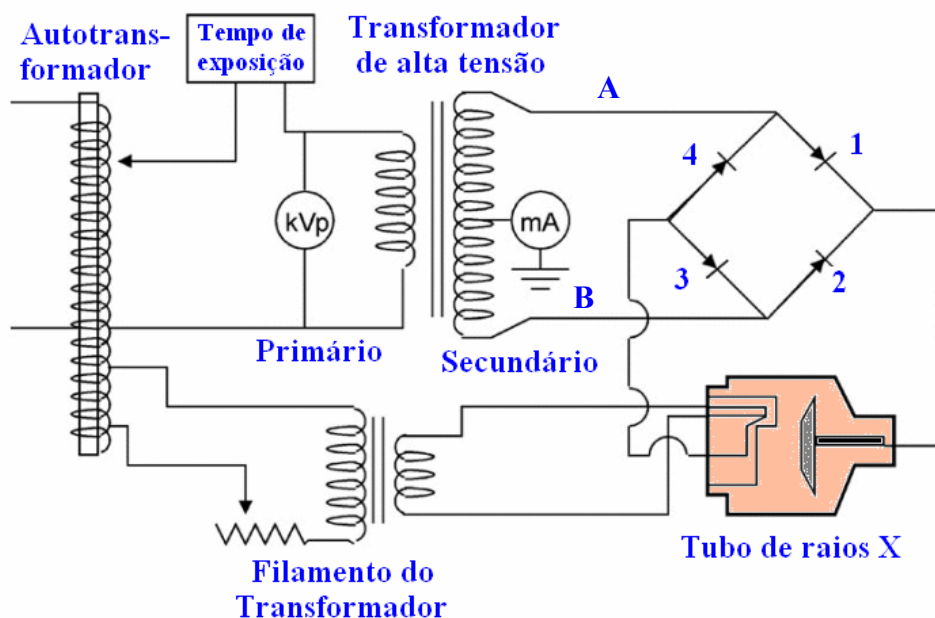 Autotrans-
formador
Tempo de
exposição
Transformador
de alta tensão
A
4
1
kVp
mA
3
2
B
Primário
Secundário
Filamento do
Transformador
Tubo de raios X